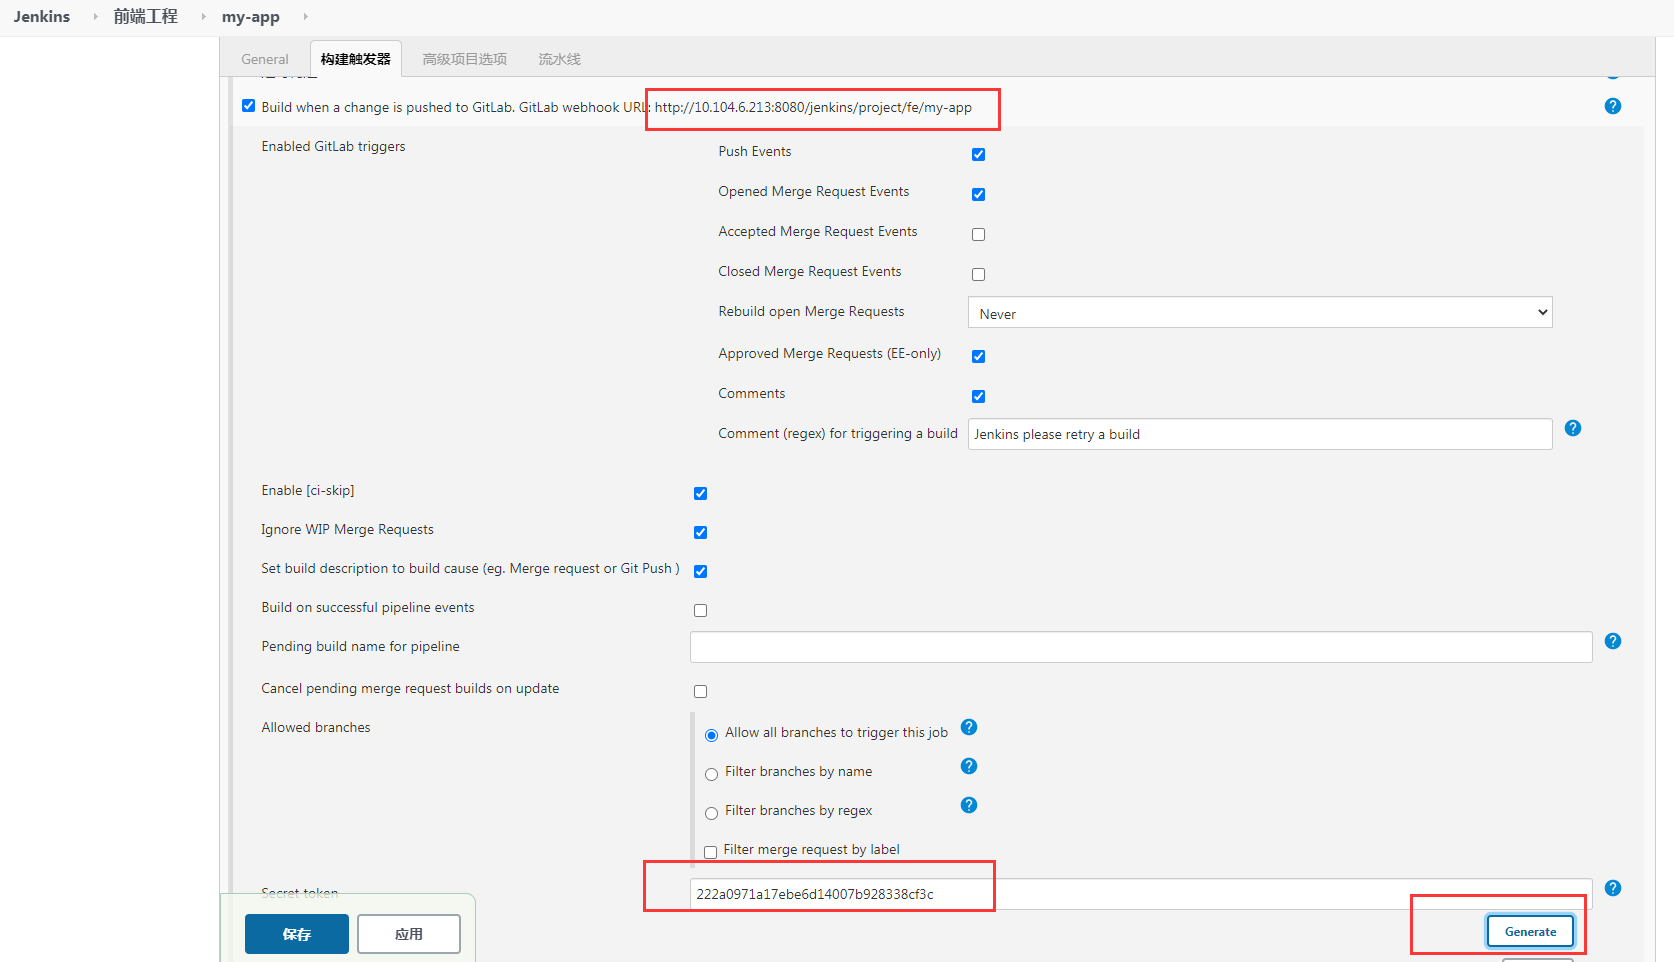 Jenkins 前端工程 my-app
General 构建触发器 高级项目选项 流水线
Build when a change is pushed to GitLab. GitLab webhook URL: http://10.104.6.213:8080/jenkins/project/fe/my-app
Enabled GitLab triggers
Push Events
Opened Merge Request Events
Accepted Merge Request Events
Closed Merge Request Events
Rebuild open Merge Requests Never
Approved Merge Requests (EE-only)
Comments
Comment (regex) for triggering a build Jenkins please retry a build
Enable [ci-skip]
Ignore WIP Merge Requests
Set build description to build cause (eg. Merge request or Git Push )
Build on successful pipeline events
Pending build name for pipeline
Cancel pending merge request builds on update
Allowed branches
Allow all branches to trigger this job
Filter branches by name
Filter branches by regex
Filter merge request by label
Secret token 222a0971a17ebe6d14007b928338cf3c
保存 应用 Generate